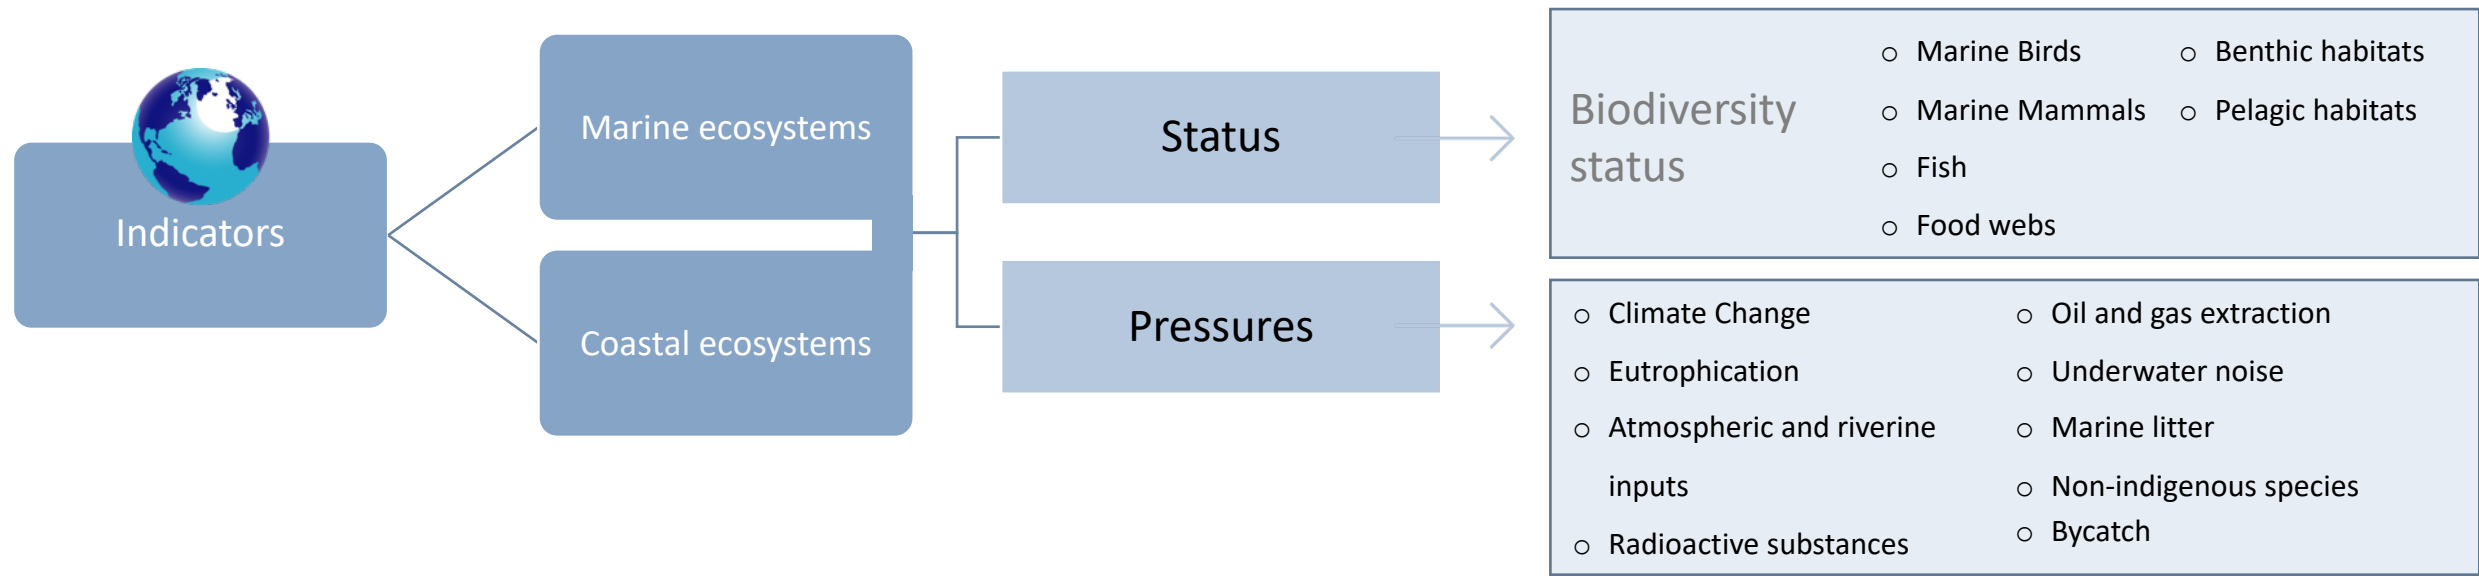 Indicators
Marine ecosystems
Coastal ecosystems
Status
Pressures
Biodiversity
status
o Marine Birds
o Marine Mammals
o Fish
o Food webs
o Benthic habitats
o Pelagic habitats
o Climate Change
o Eutrophication
o Atmospheric and riverine
inputs
o Radioactive substances
o Oil and gas extraction
o Underwater noise
o Marine litter
o Non-indigenous species
o Bycatch